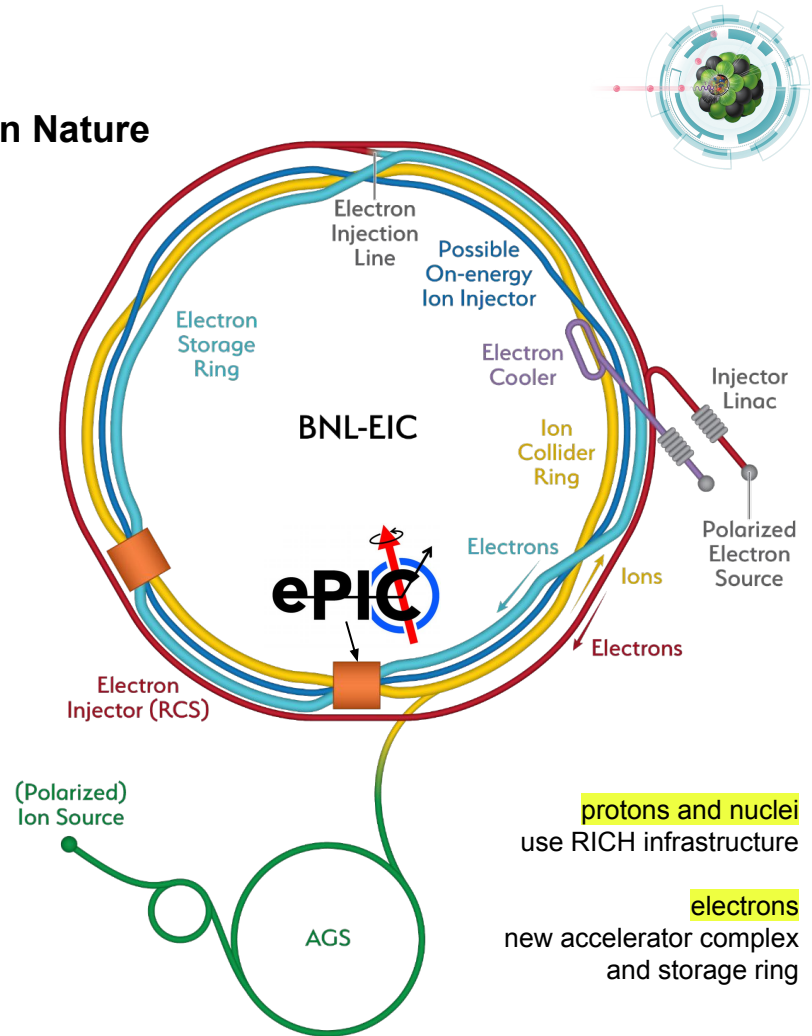 n Nature
Electron
Injection
Line
Possible
On-energy
Ion Injector
Electron
Storage
Ring
Electron
Cooler
Injector
Linac
BNL-EIC
Ion
Collider
Ring
Polarized
Electron
Source
Electrons
Ions
ePIC
Electrons
Electron
Injector (RCS)
(Polarized)
Ion Source
protons and nuclei
use RICH infrastructure
electrons
new accelerator complex
and storage ring
AGS